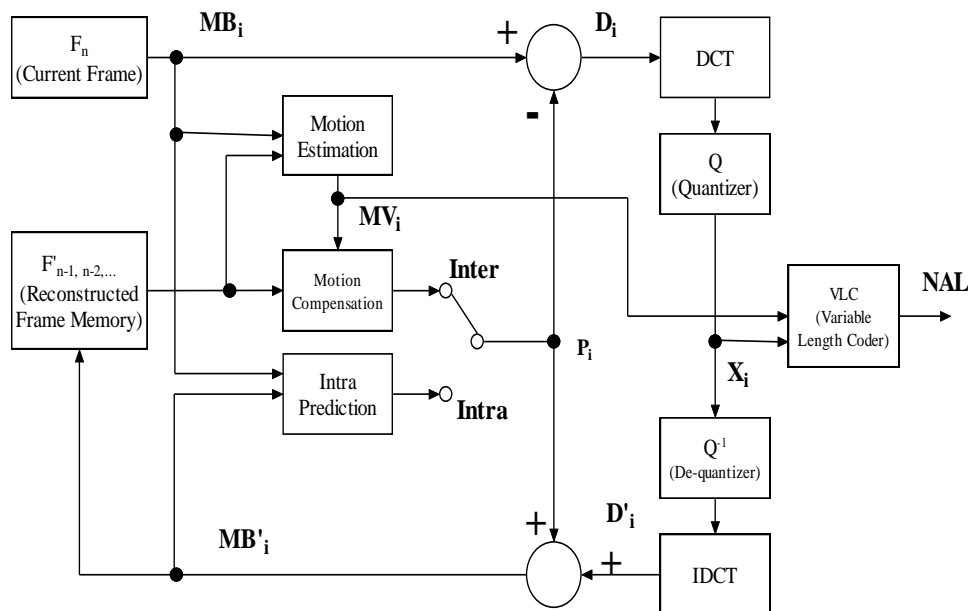 MBᵢ
Dᵢ
Fₙ
(Current Frame)
+
DCT
-
Motion
Estimation
Q
(Quantizer)
MVᵢ
F'ₙ₋₁, ₙ₋₂,...
(Reconstructed
Frame Memory)
Motion
Compensation
Inter
Pᵢ
VLC
(Variable
Length Coder)
NAL
Xᵢ
Intra
Prediction
Intra
Q⁻¹
(De-quantizer)
MB'ᵢ
+
D'ᵢ
+
IDCT